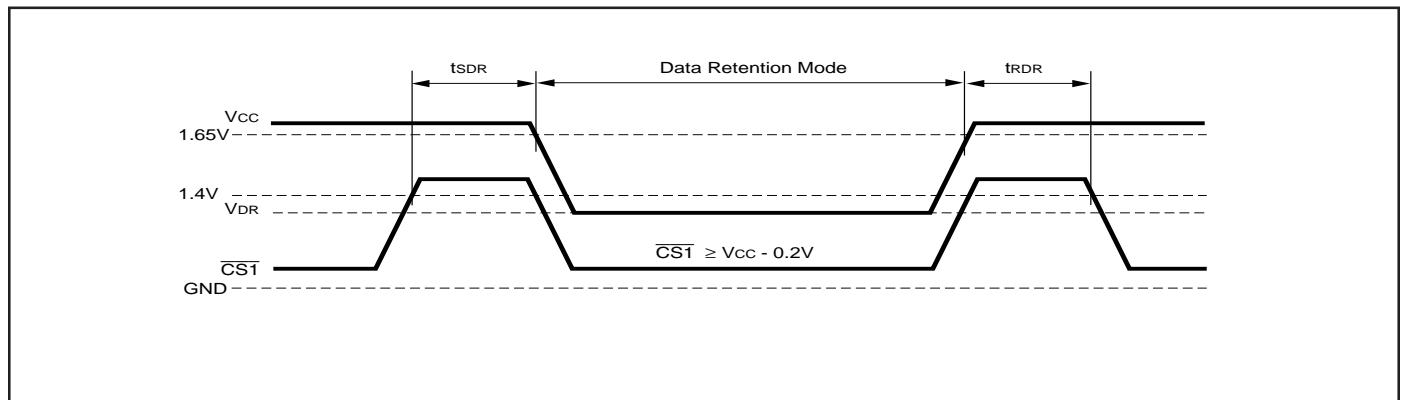 tSDR Data Retention Mode tRDR
VCC
1.65V
1.4V
VDR
CS1 ≥ VCC - 0.2V
CS1
GND